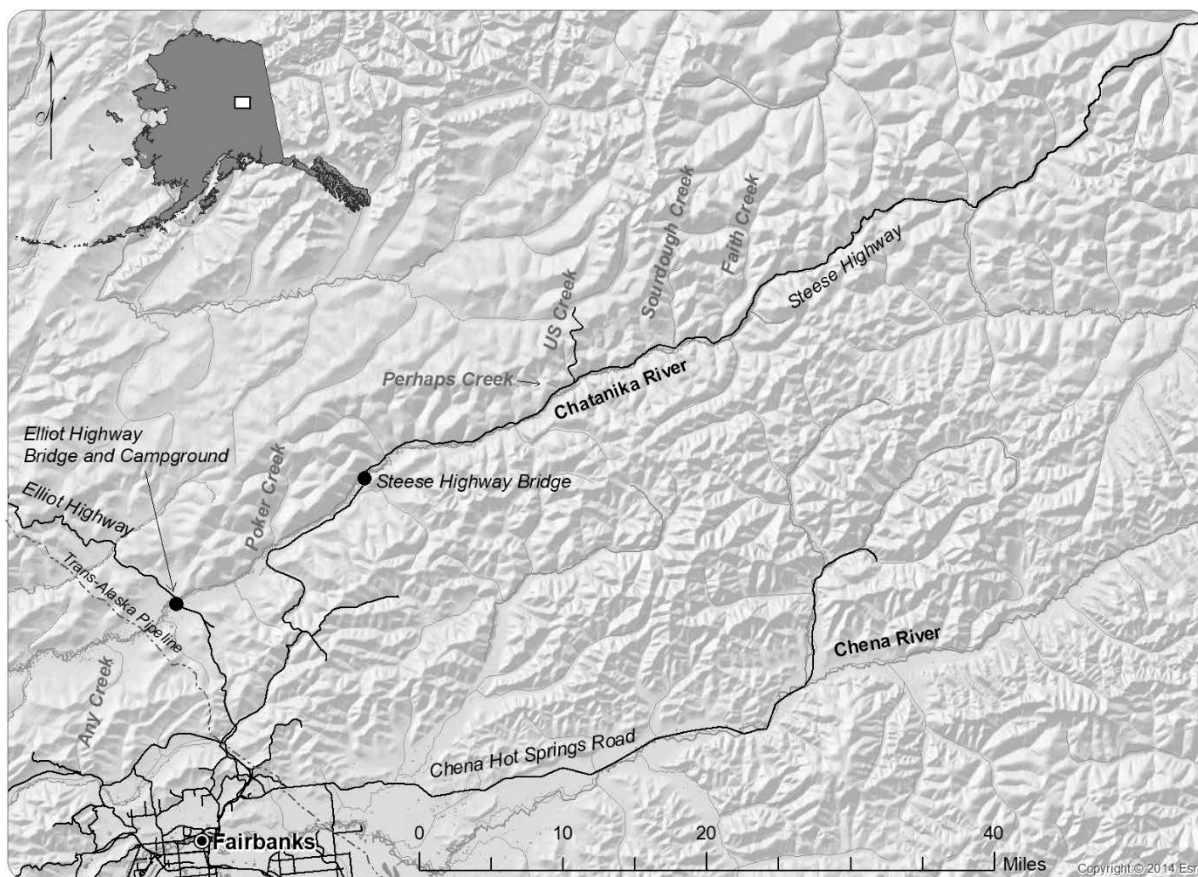 Sourdough Creek
Faith Creek
Steese Highway
US Creek
Perhaps Creek
Chatanika River
Elliot Highway
Bridge and Campground
Poker Creek
Steese Highway Bridge
Elliot Highway
Trans-Alaska Pipeline
Chena River
Any Creek
Chena Hot Springs Road
Fairbanks
0 10 20 40
Miles
Copyright © 2014 Esr